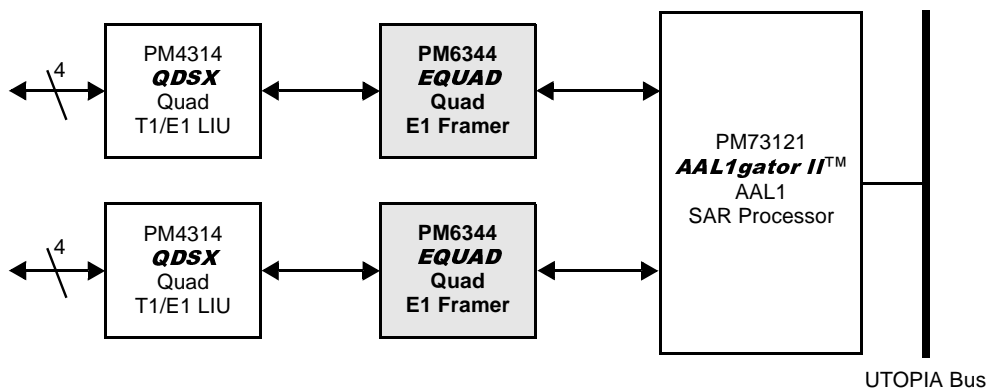 4
PM4314
QDSX
Quad
T1/E1 LIU
PM6344
EQUAD
Quad
E1 Framer
PM73121
AAL1gator II™
AAL1
SAR Processor
4
PM4314
QDSX
Quad
T1/E1 LIU
PM6344
EQUAD
Quad
E1 Framer
UTOPIA Bus